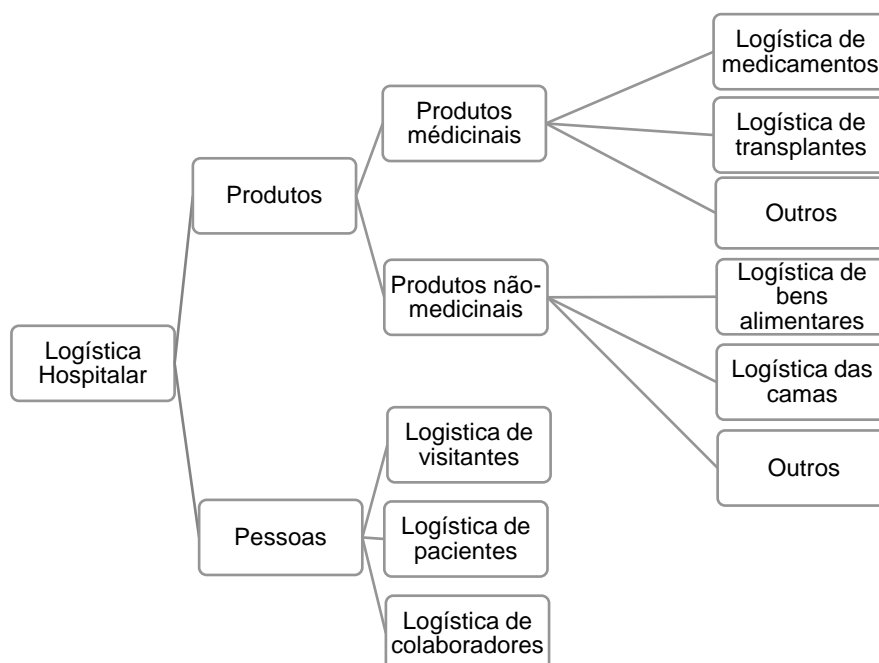 Logística
Hospitalar
Produtos
Produtos
médicinais
Logística de
medicamentos
Logística de
transplantes
Outros
Produtos não-
medicinais
Logística de
bens
alimentares
Logística das
camas
Outros
Pessoas
Logistica de
visitantes
Logística de
pacientes
Logística de
colaboradores